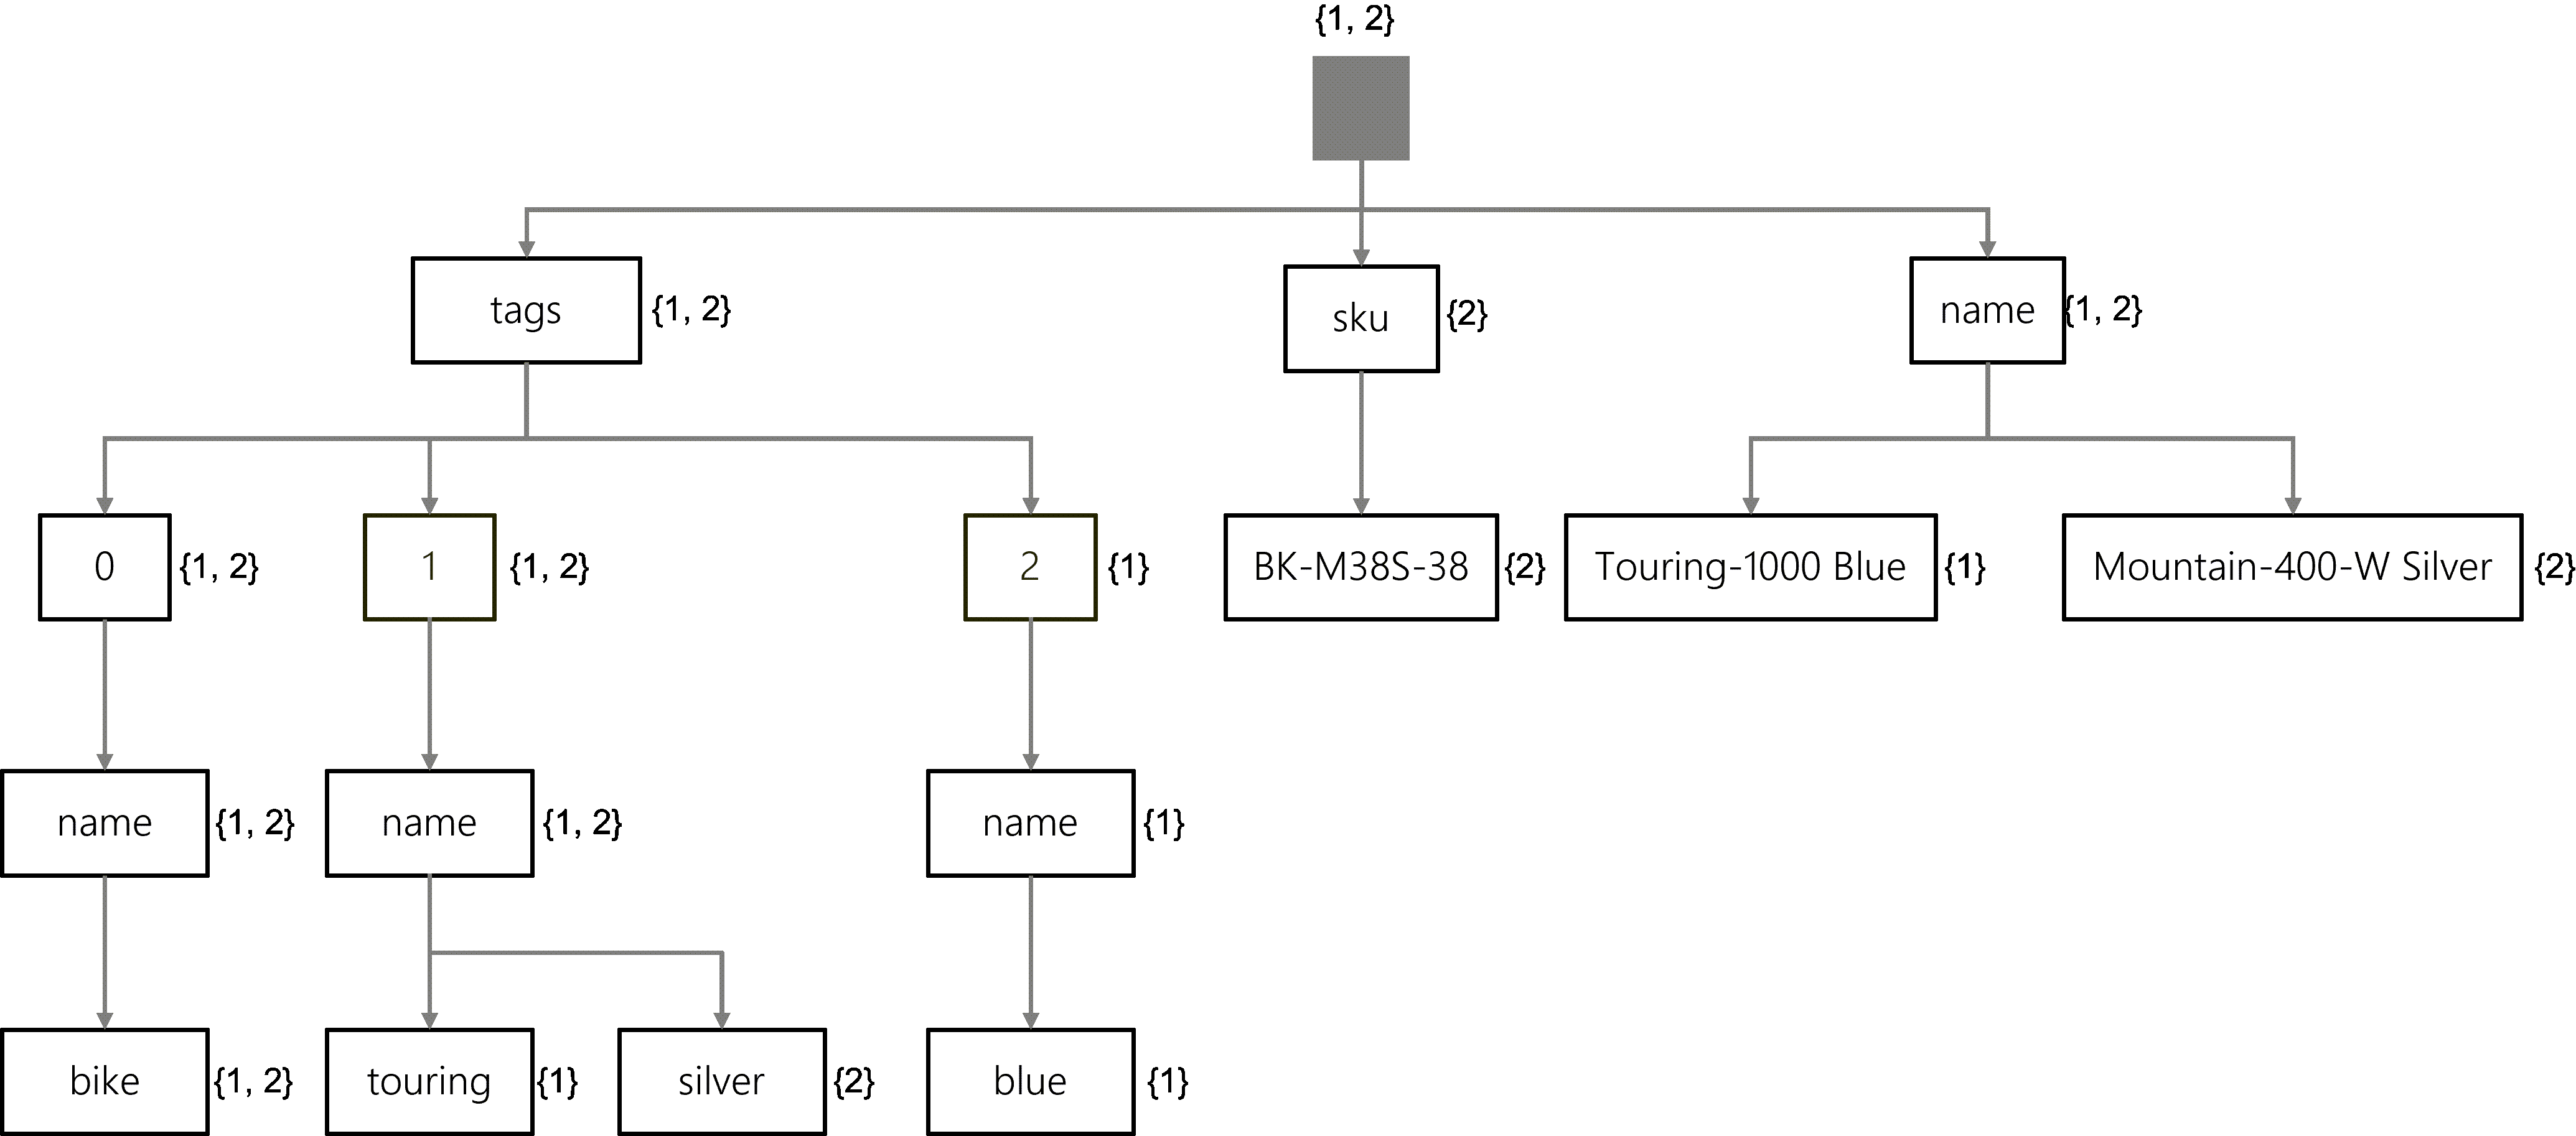 {1, 2}
tags {1, 2}
sku {2}
name {1, 2}
0 {1, 2}
1 {1, 2}
2 {1}
BK-M38S-38 {2}
Touring-1000 Blue {1}
Mountain-400-W Silver {2}
name {1, 2}
name {1, 2}
name {1}
bike {1, 2}
touring {1}
silver {2}
blue {1}